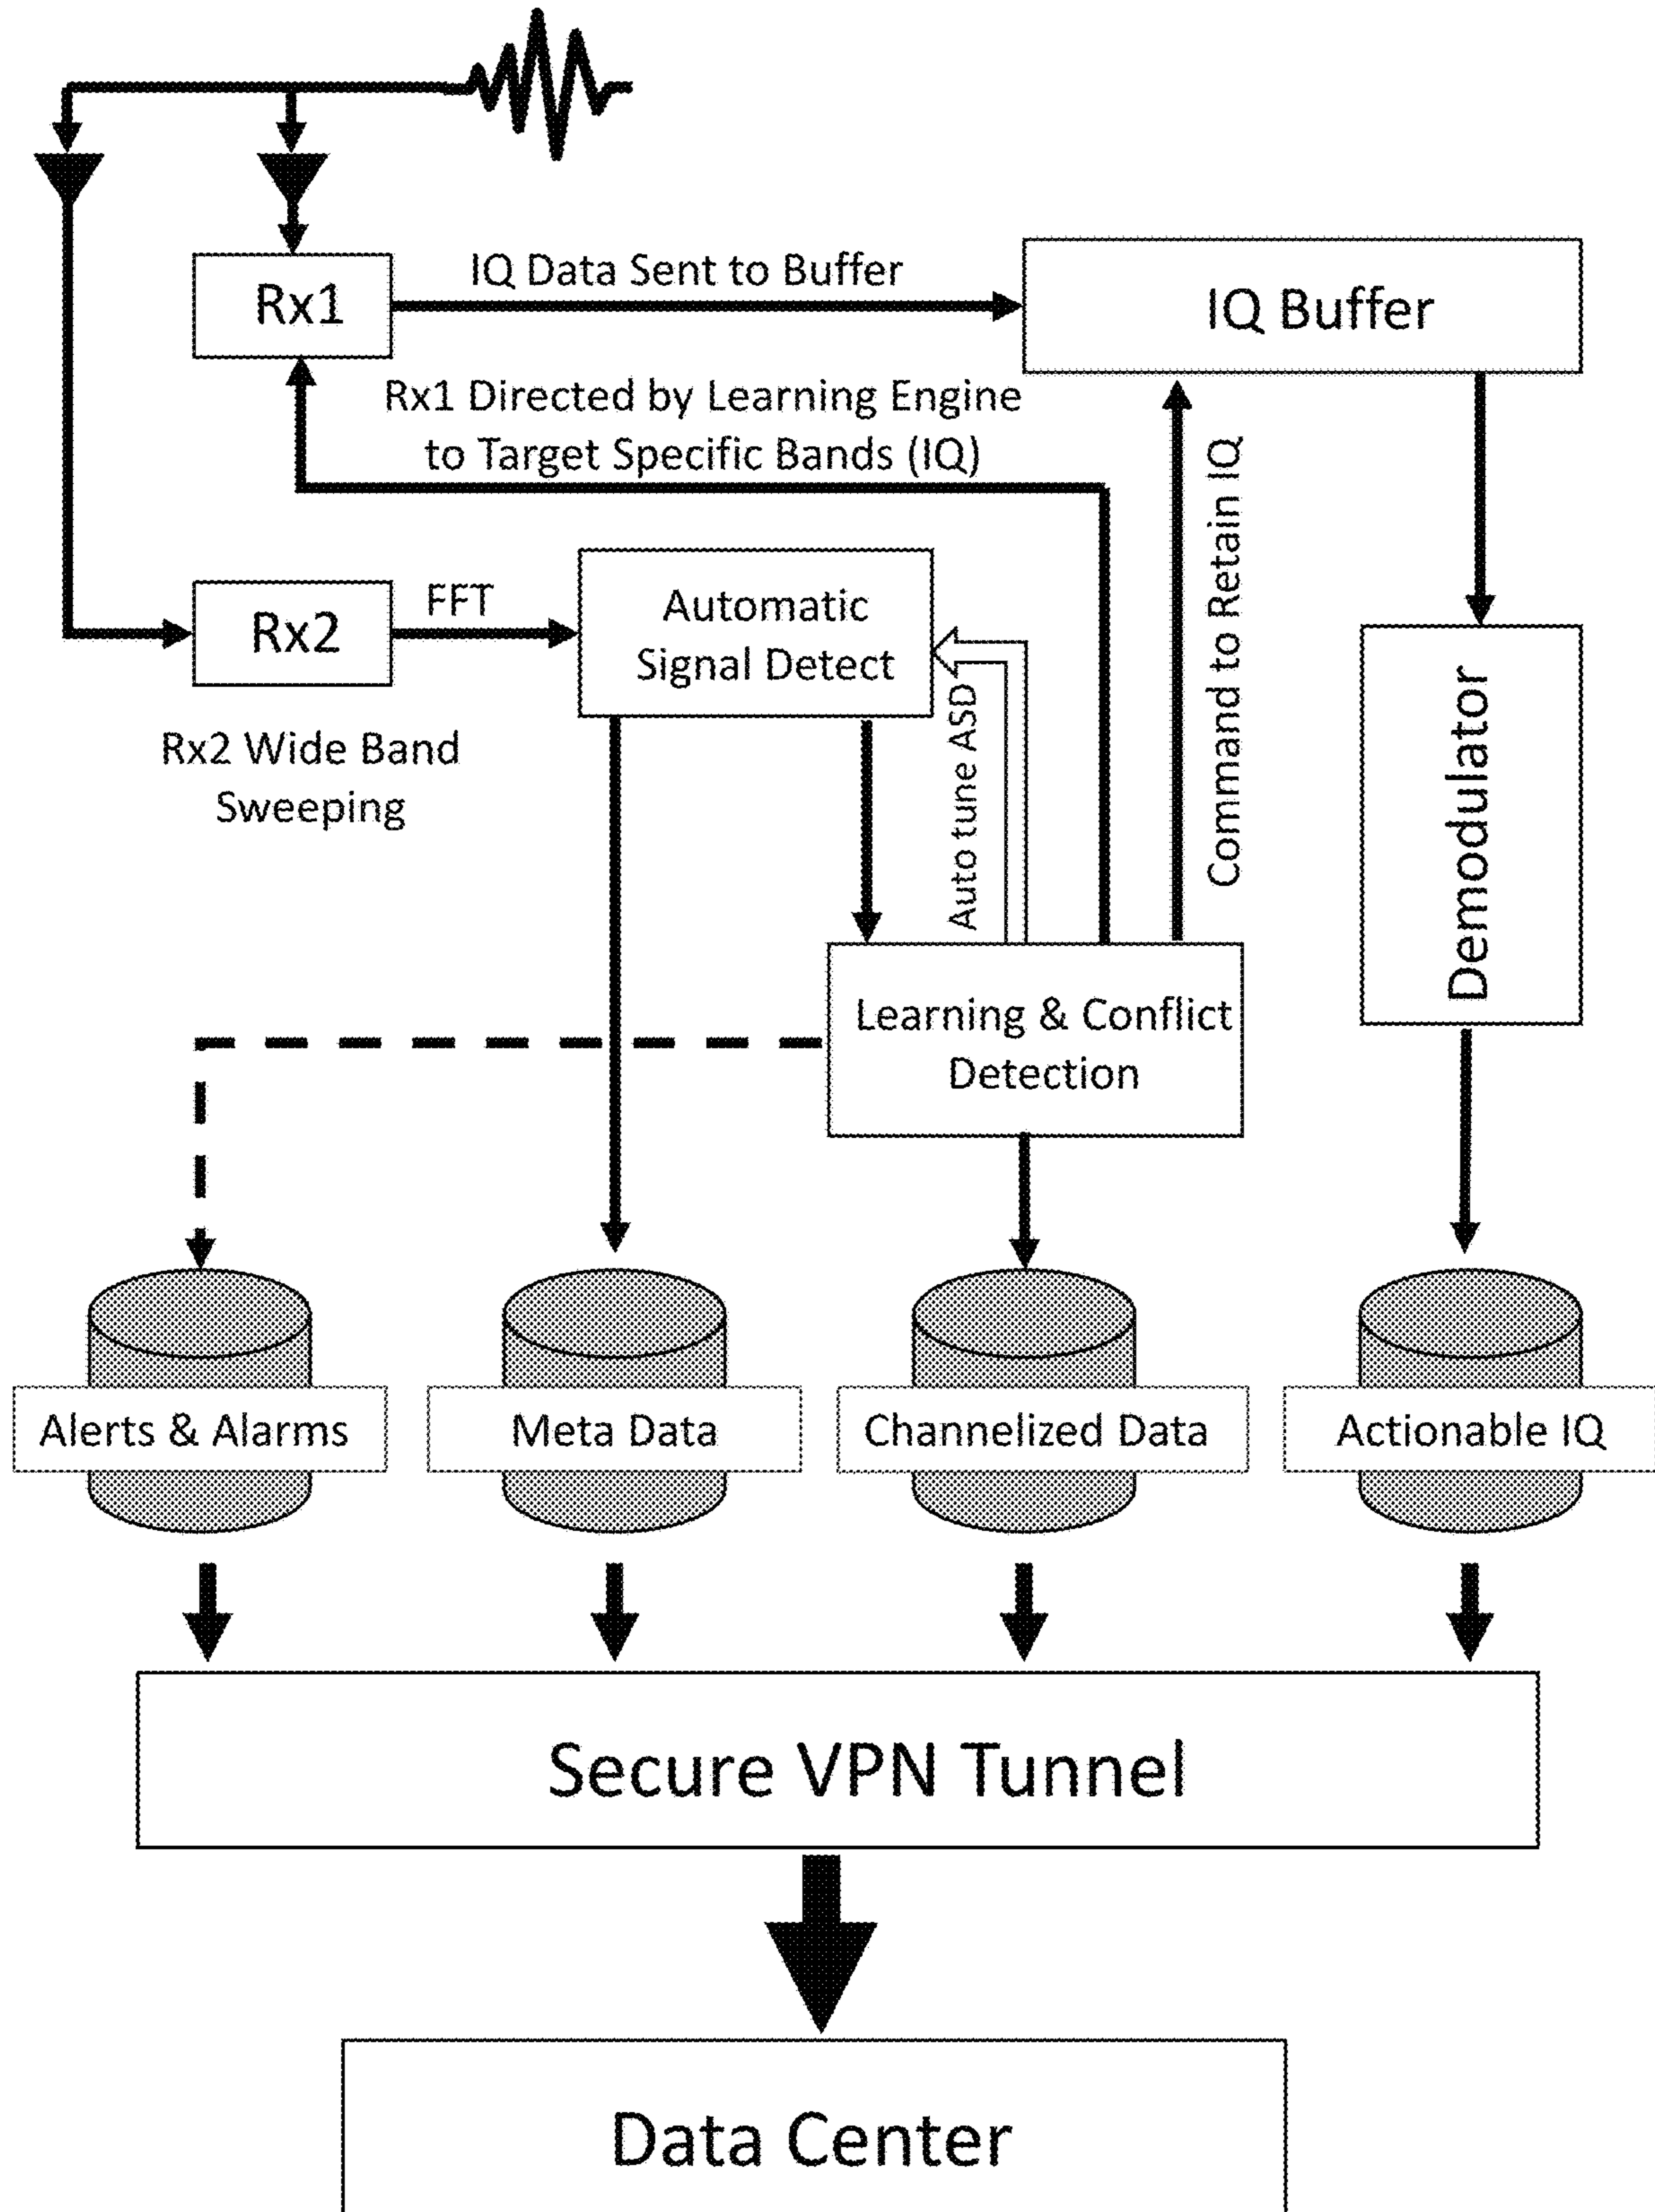 IQ Data Sent to Buffer
Rx1
IQ Buffer
Rx1 Directed by Learning Engine
to Target Specific Bands (IQ)
Command to Retain IQ
FFT
Rx2
Automatic
Signal Detect
Rx2 Wide Band
Sweeping
Auto tune ASD
Demodulator
Learning & Conflict
Detection
Alerts & Alarms
Meta Data
Channelized Data
Actionable IQ
Secure VPN Tunnel
Data Center